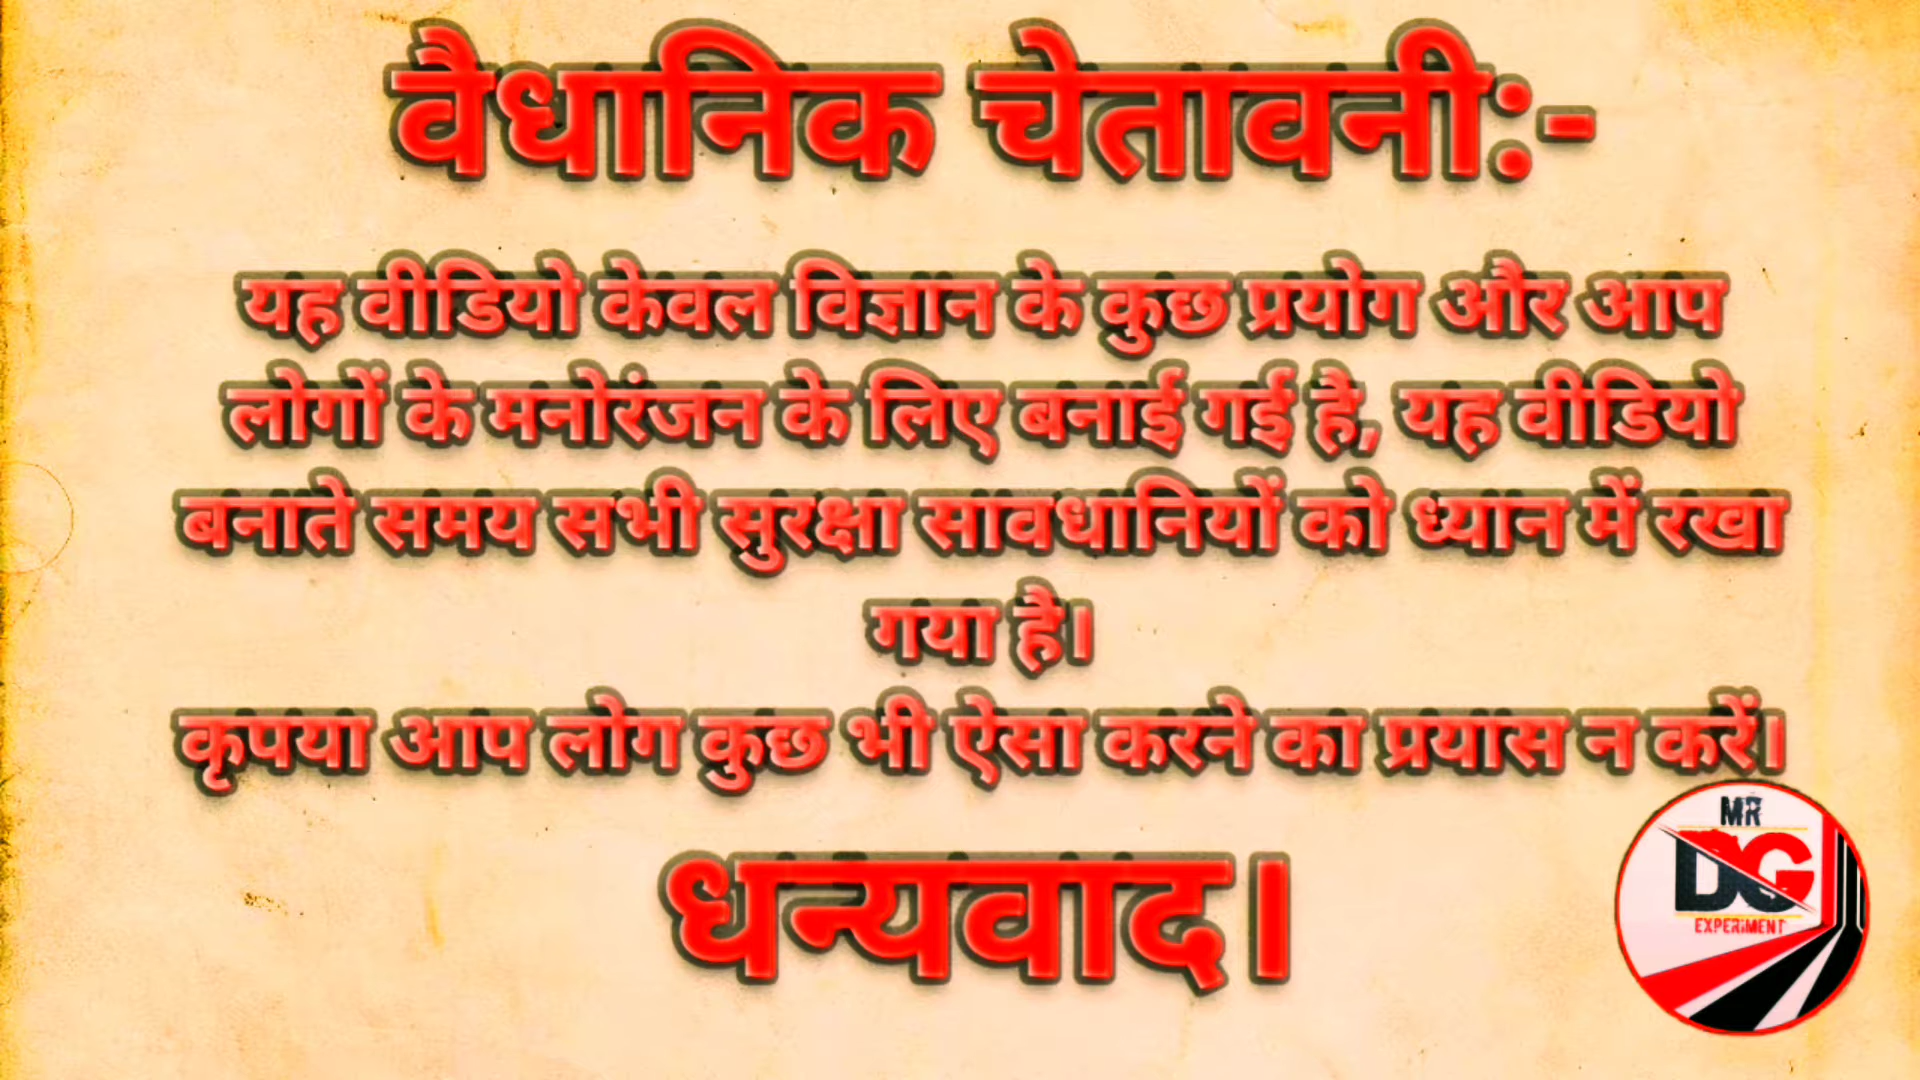 वैधानिक चेतावनी:-
यह वीडियो केवल विज्ञान के कुछ प्रयोग और आप
लोगों के मनोरंजन के लिए बनाई गई है, यह वीडियो
बनाते समय सभी सुरक्षा सावधानियों को ध्यान में रखा
गया है।
कृपया आप लोग कुछ भी ऐसा करने का प्रयास न करें।
धन्यवाद।
MR
DG
EXPERIMENT